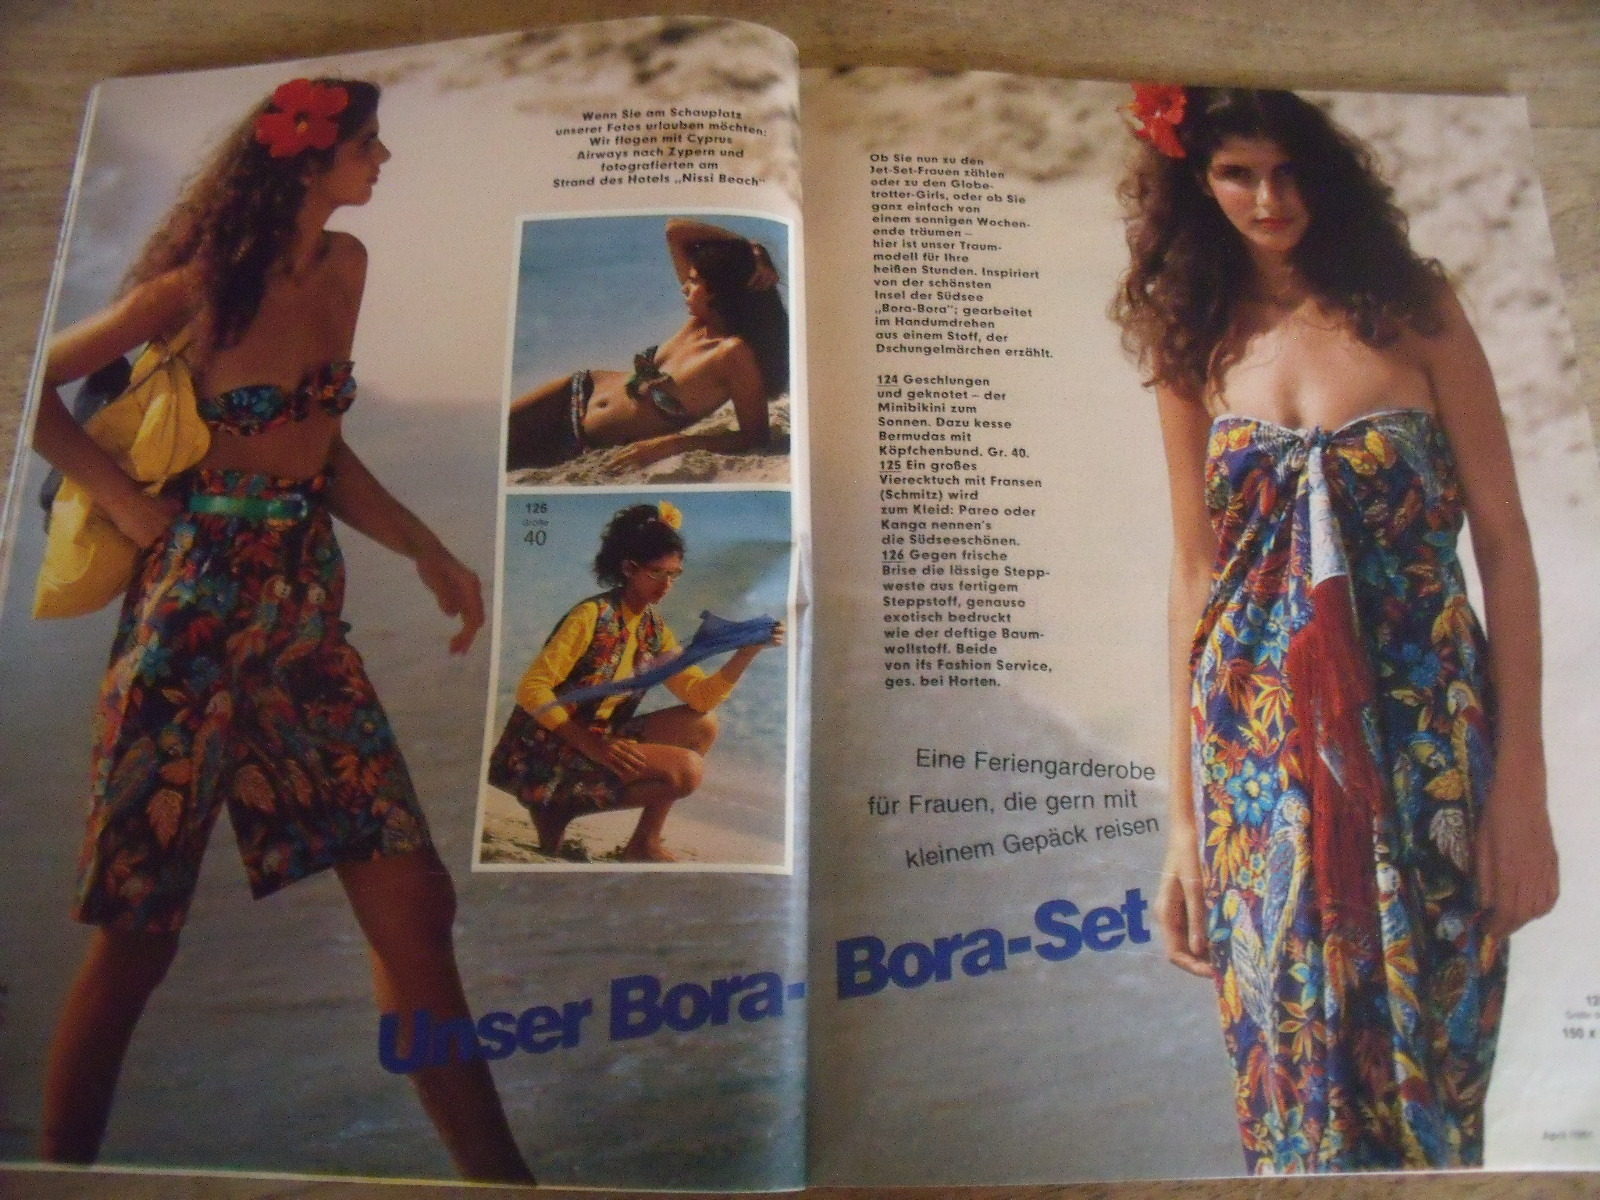 Wenn Sie am Schauplatz
unserer Fotos urlauben möchten:
Wir flogen mit Cyprus
Airways nach Zypern und
fotografierten am
Strand des Hotels „Nissi Beach“
126
Größe
40
Ob Sie nun zu den
Jet-Set-Frauen zählen
oder zu den Globe-
trotter-Girls, oder ob Sie
ganz einfach von
einem sonnigen Wochen-
ende träumen –
hier ist unser Traum-
modell für Ihre
heißen Stunden. Inspiriert
von der schönsten
Insel der Südsee
„Bora-Bora“; gearbeitet
im Handumdrehen
aus einem Stoff, der
Dschungelmärchen erzählt.
124 Geschlungen
und geknotet – der
Minibikini zum
Sonnen. Dazu kesse
Bermudas mit
Köpfchenbund. Gr. 40.
125 Ein großes
Vierecktuch mit Fransen
(Schmitz) wird
zum Kleid: Pareo oder
Kanga nennen's
die Südseeschönen.
126 Gegen frische
Brise die lässige Stepp-
weste aus fertigem
Steppstoff, genauso
exotisch bedruckt
wie der deftige Baum-
wollstoff. Beide
von ifs Fashion Service,
ges. bei Horten.
Eine Feriengarderobe
für Frauen, die gern mit
kleinem Gepäck reisen
Unser Bora-Bora-Set
Größe
150 x
April 1981